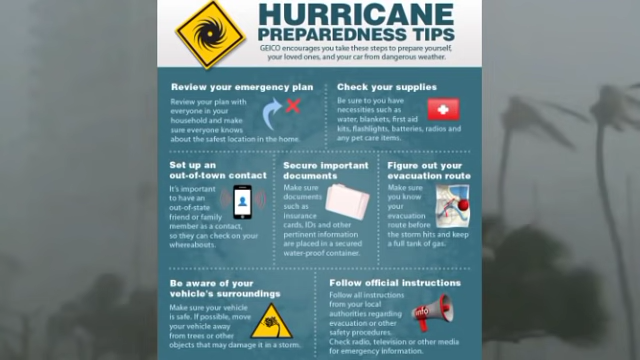 HURRICANE
PREPAREDNESS TIPS
GEICO encourages you take these steps to prepare yourself,
your loved ones, and your car from dangerous weather.
Review your emergency plan
Review your plan with
everyone in your
household and make
sure everyone knows
about the safest location in the home.
Check your supplies
Be sure to you have
necessities such as
water, blankets, first aid
kits, flashlights, batteries, radios and
any pet care items.
Set up an
out-of-town contact
It's important
to have an
out-of-state
friend or family
member as a contact,
so they can check on your
whereabouts.
Secure important
documents
Make sure
documents
such as
insurance
cards, IDs and other
pertinent information
are placed in a secured
water-proof container.
Figure out your
evacuation route
Make sure
you know
your
evacuation
route before
the storm hits and keep
a full tank of gas.
Be aware of your
vehicle's surroundings
Make sure your vehicle
is safe. If possible, move
your vehicle away
from trees or other
objects that may damage it in a storm.
Follow official instructions
Follow all instructions
from your local
authorities regarding
evacuation or other
safety procedures.
Check radio, television or other media
for emergency information.
info